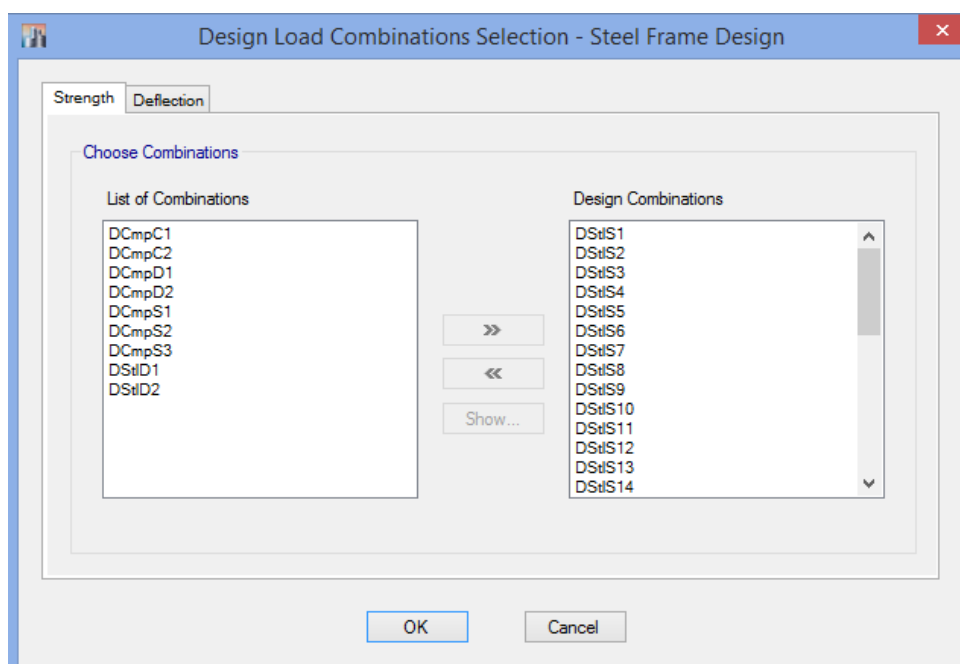 Design Load Combinations Selection - Steel Frame Design
Strength
Deflection
Choose Combinations
List of Combinations
DCmpC1
DCmpC2
DCmpD1
DCmpD2
DCmpS1
DCmpS2
DCmpS3
DStlD1
DStlD2
>>
<<
Show...
Design Combinations
DStlS1
DStlS2
DStlS3
DStlS4
DStlS5
DStlS6
DStlS7
DStlS8
DStlS9
DStlS10
DStlS11
DStlS12
DStlS13
DStlS14
OK
Cancel